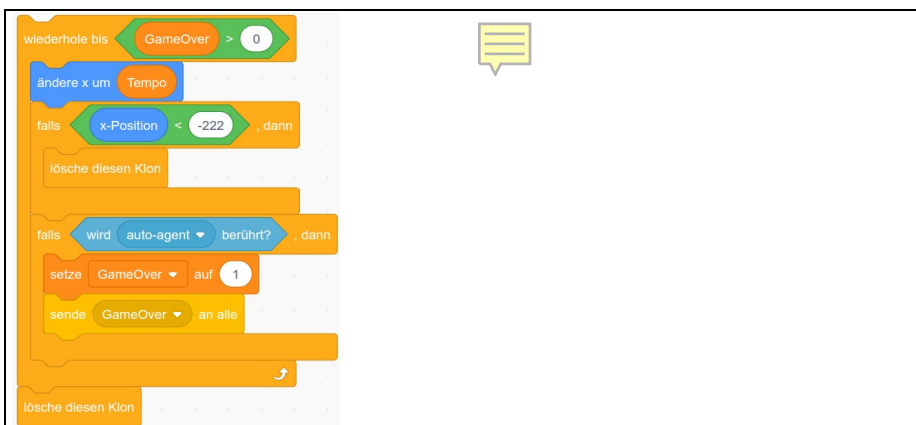 wiederhole bis GameOver > 0
ändere x um Tempo
falls x-Position < -222 , dann
lösche diesen Klon
falls wird auto-agent berührt? , dann
setze GameOver auf 1
sende GameOver an alle
lösche diesen Klon